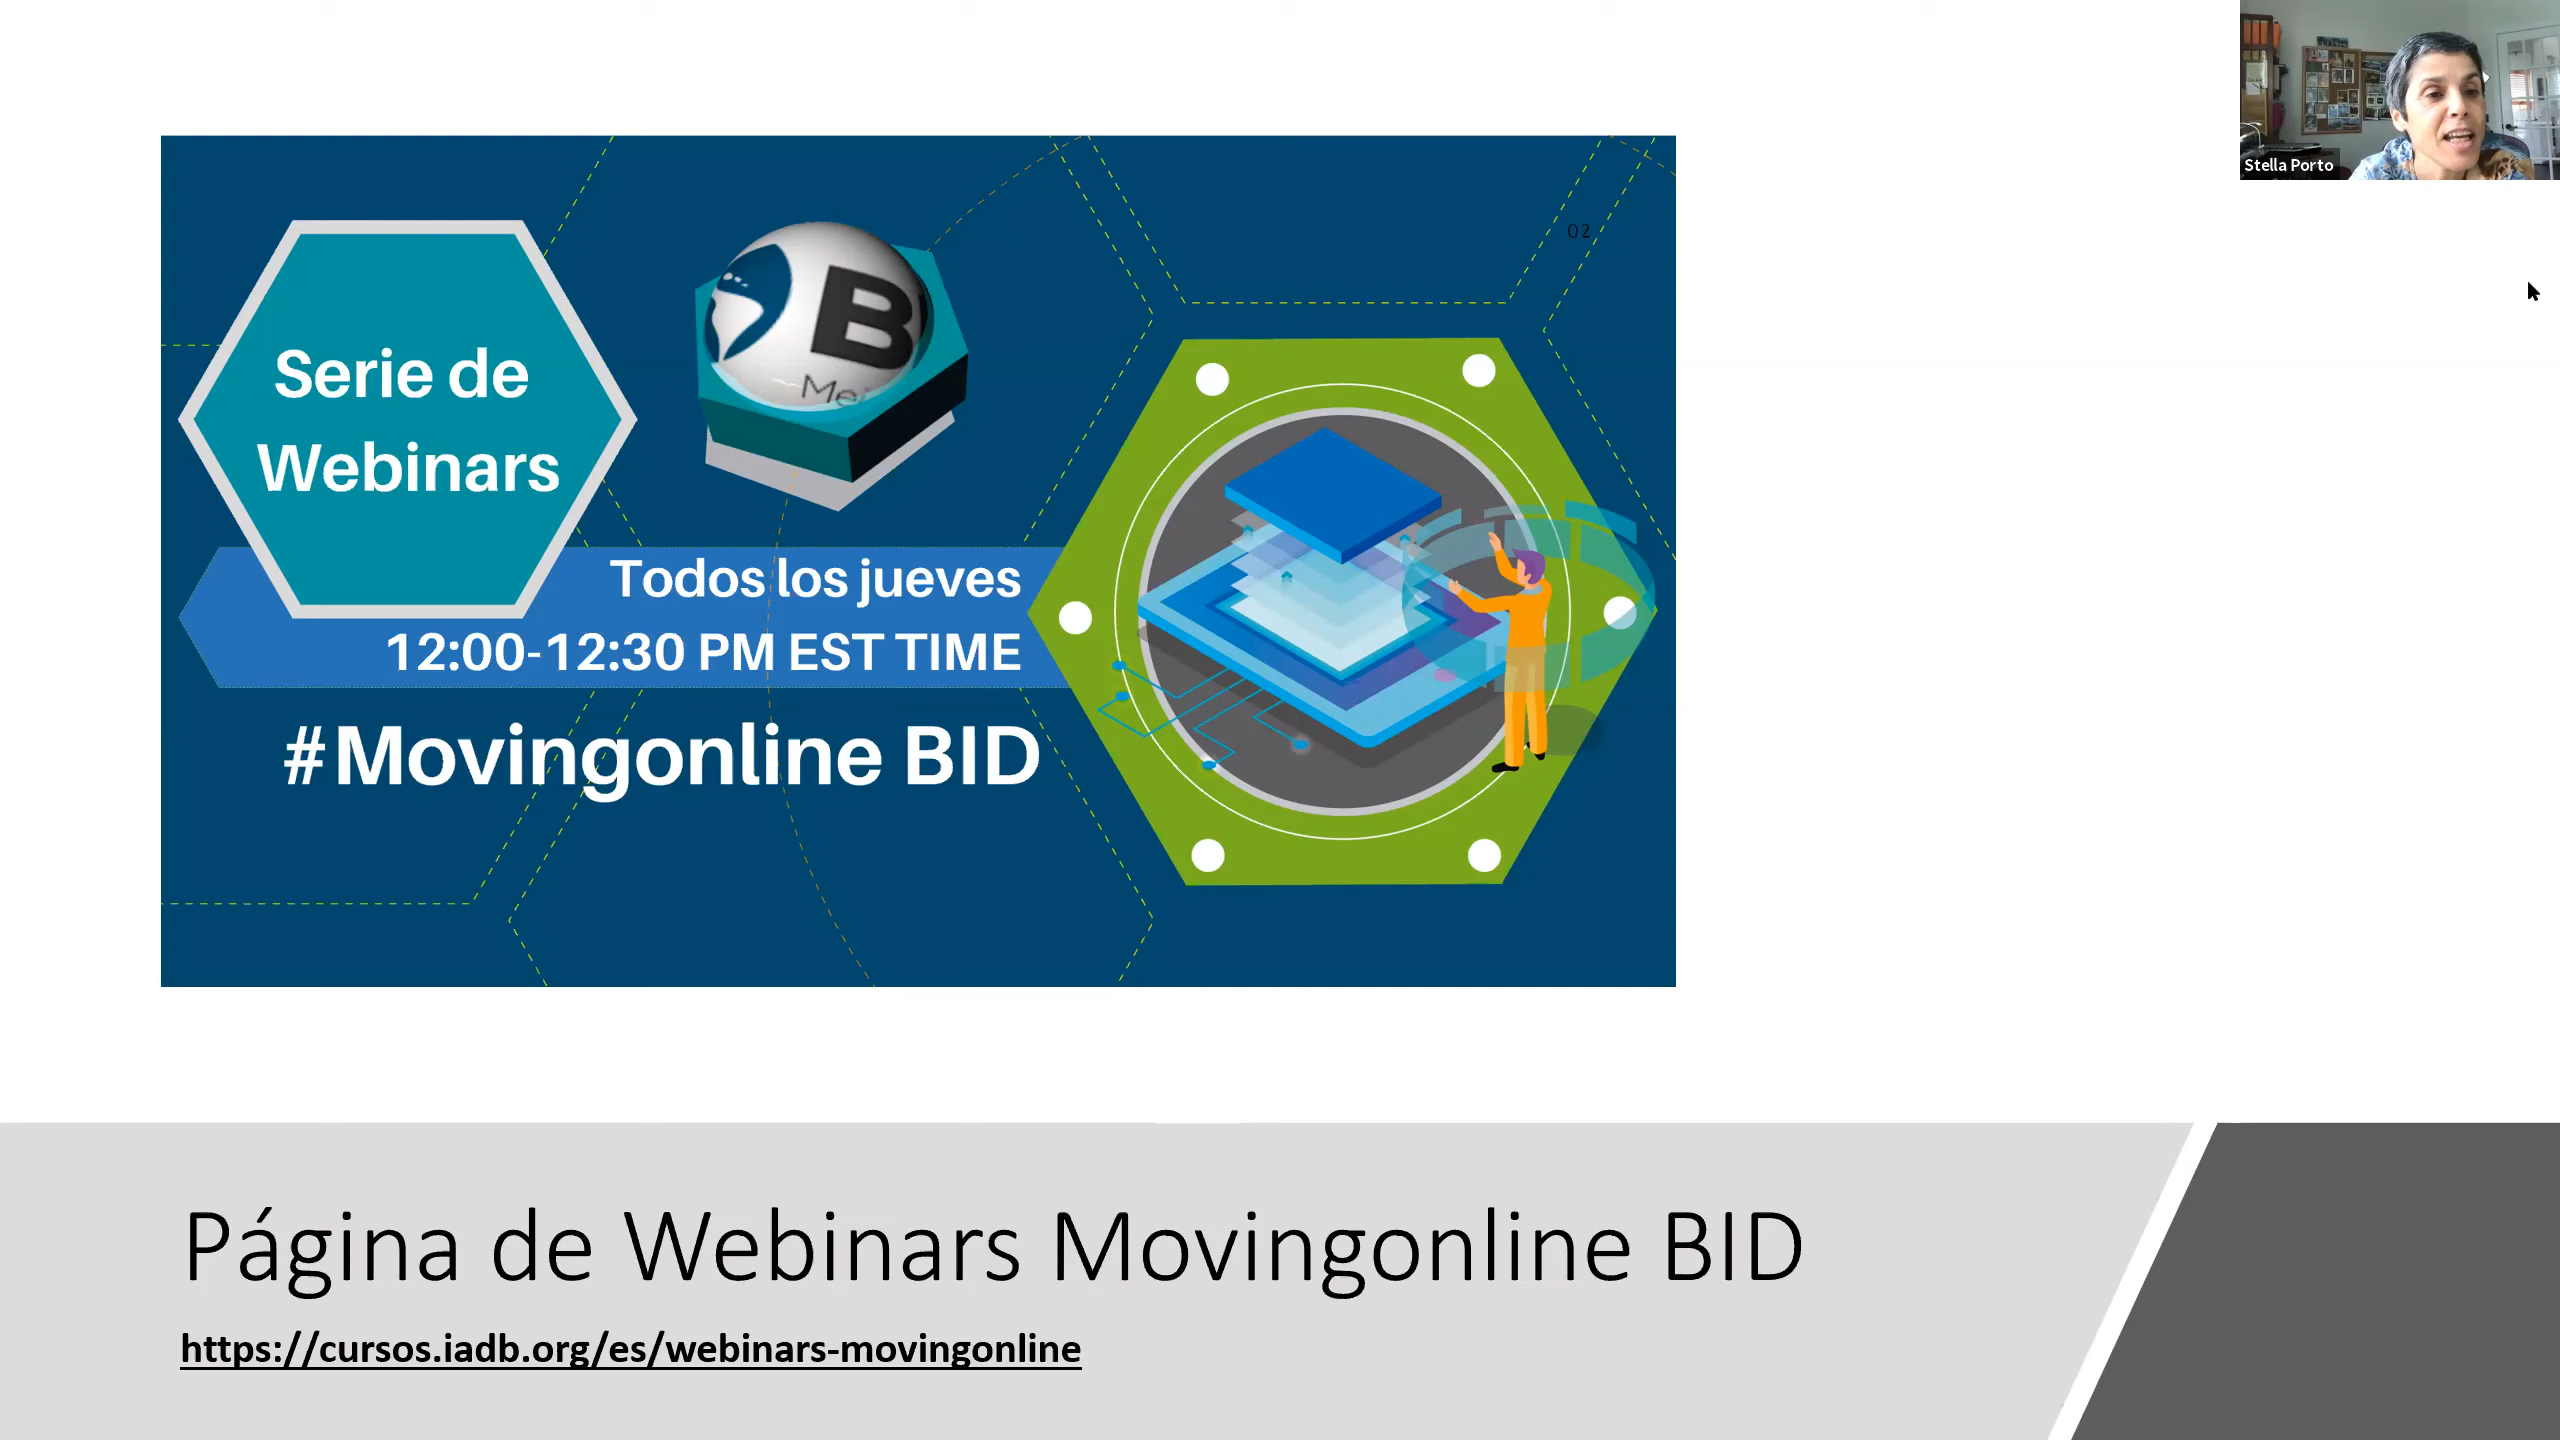 Stella Porto
02
Serie de
Webinars
B
Me
Todos los jueves
12:00-12:30 PM EST TIME
#Movingonline BID
Página de Webinars Movingonline BID
https://cursos.iadb.org/es/webinars-movingonline